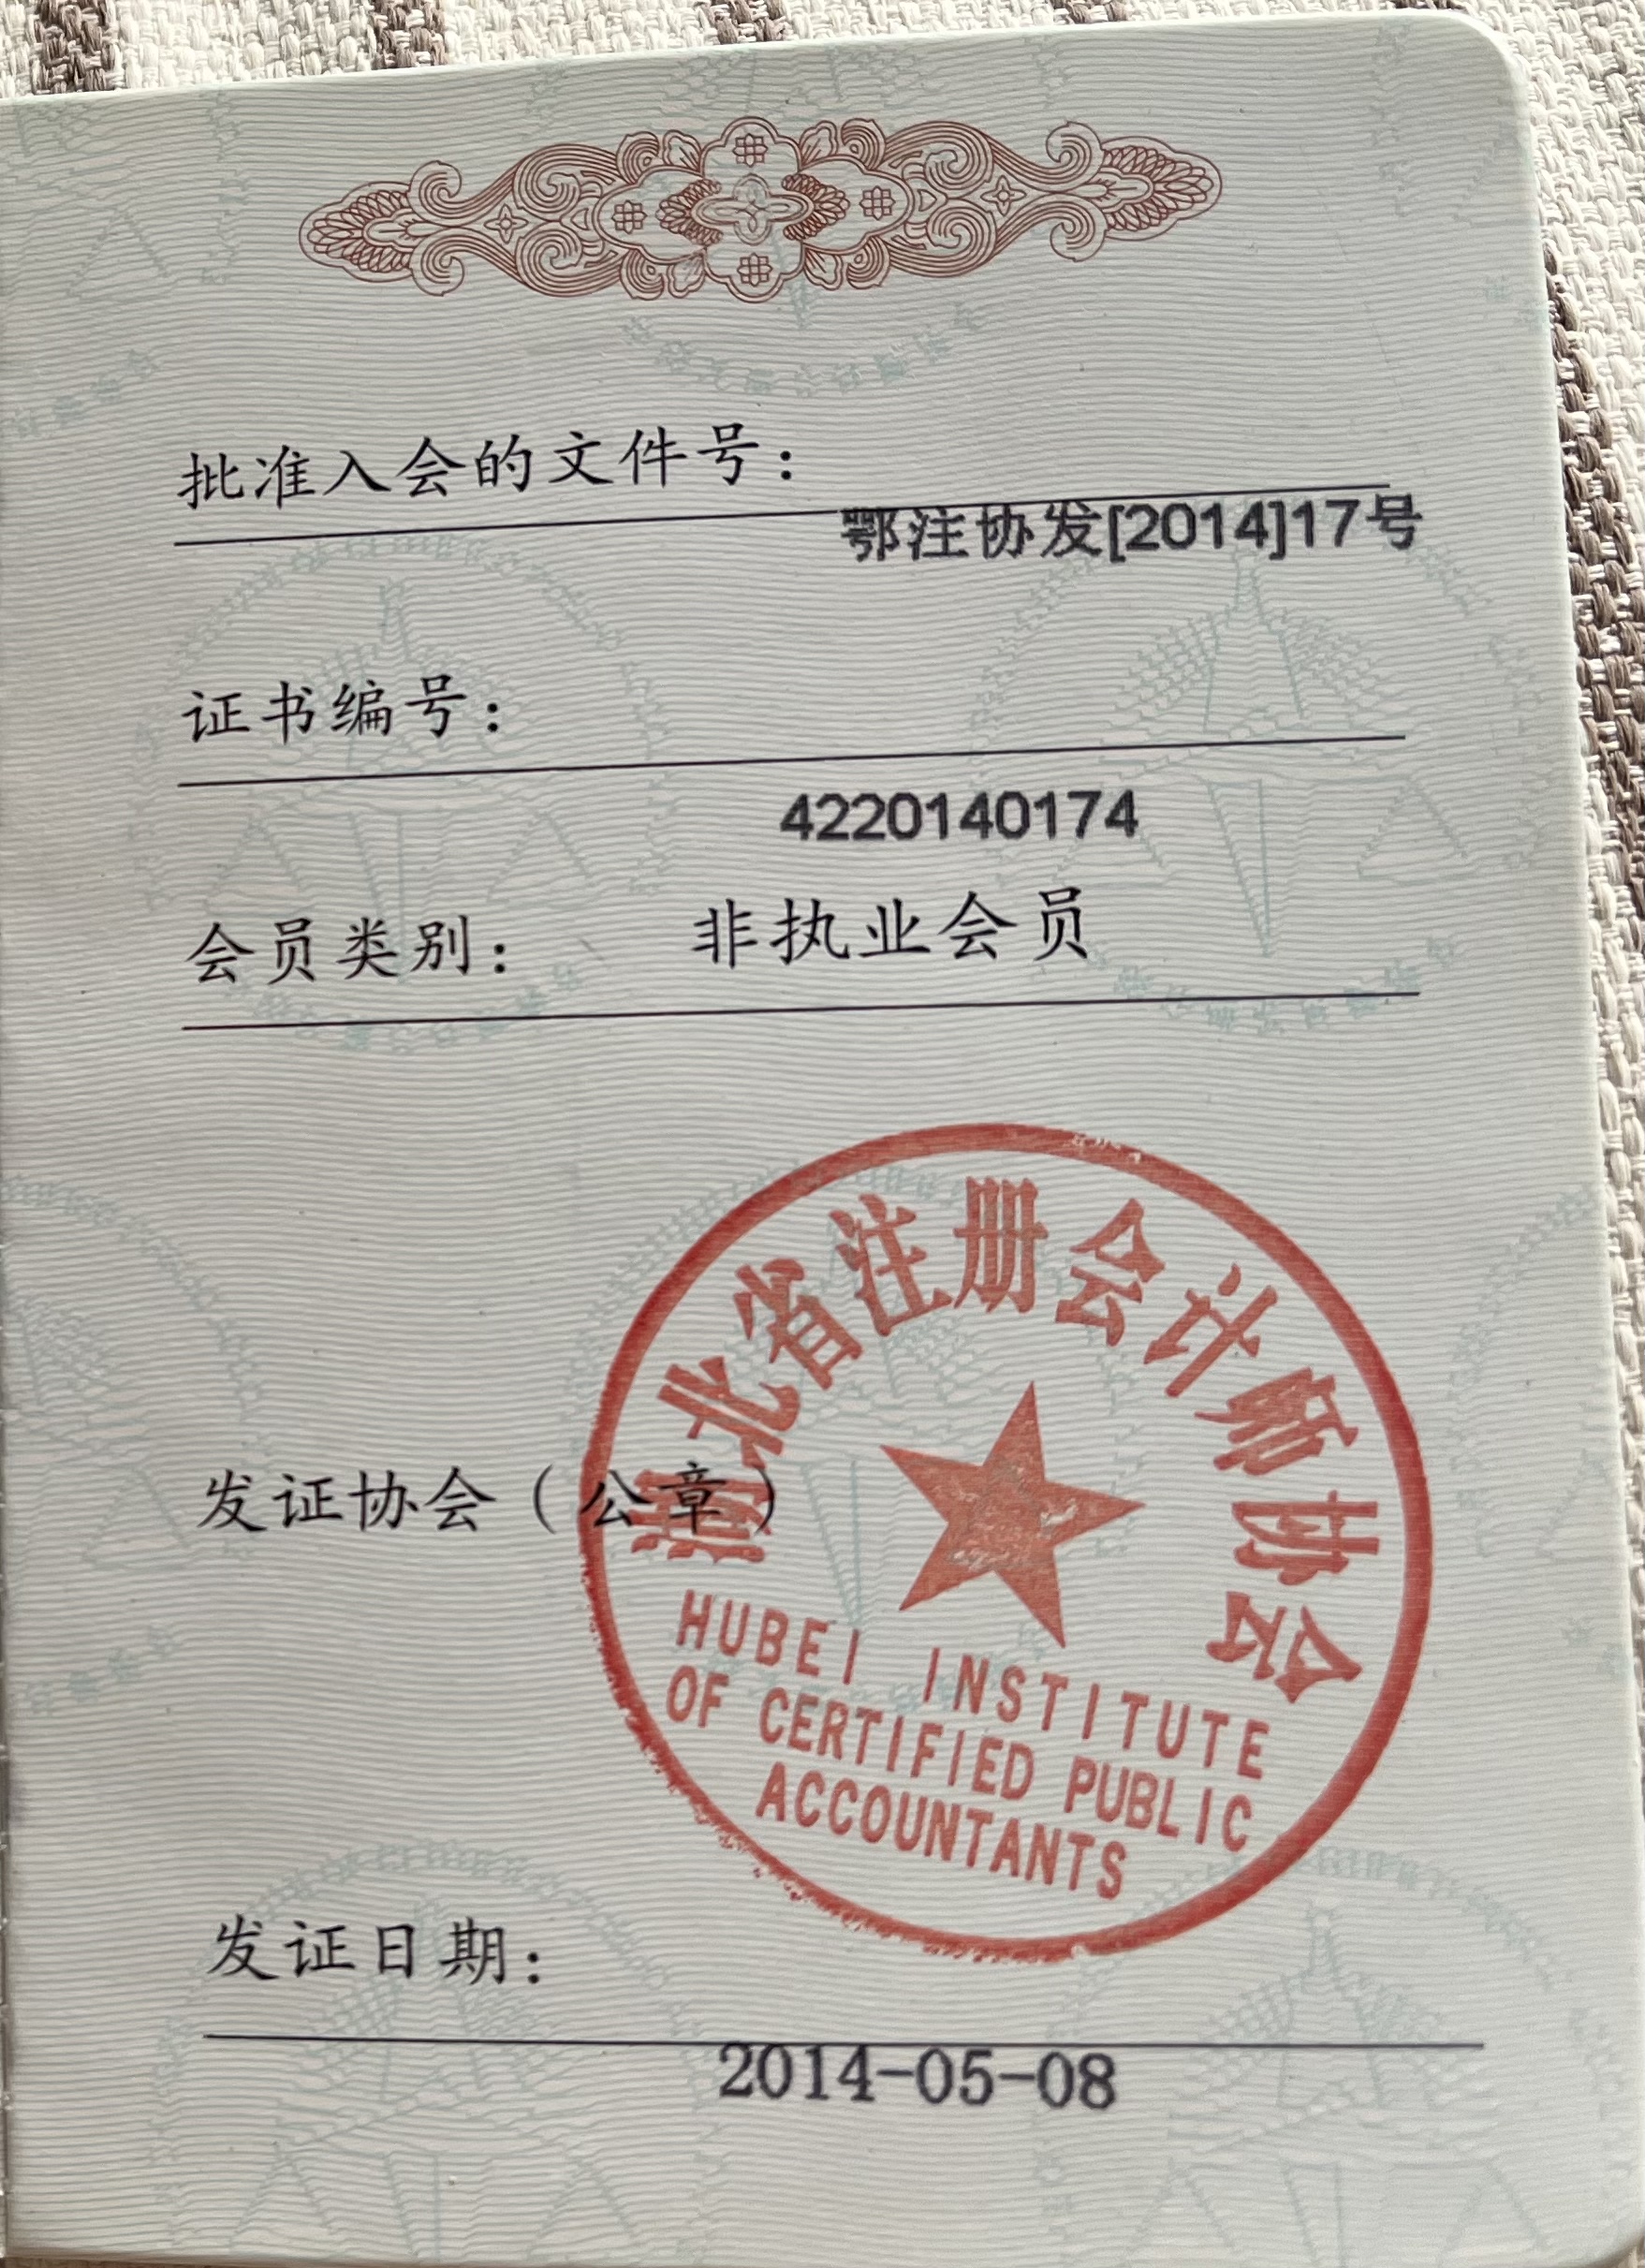 批准入会的文件号：
鄂注协发[2014]17号
证书编号：
4220140174
会员类别： 非执业会员
湖北省注册会计师协会
发证协会（公章）
HUBEI INSTITUTE
OF CERTIFIED PUBLIC
ACCOUNTANTS
发证日期：
2014-05-08